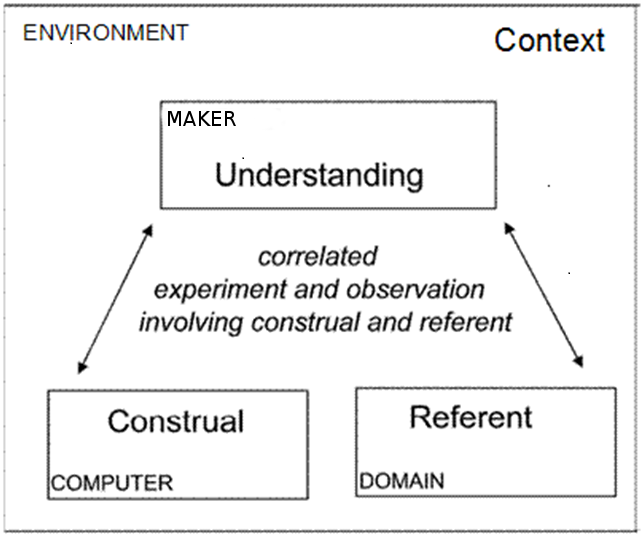 ENVIRONMENT
Context
MAKER
Understanding
correlated
experiment and observation
involving construal and referent
Construal
COMPUTER
Referent
DOMAIN